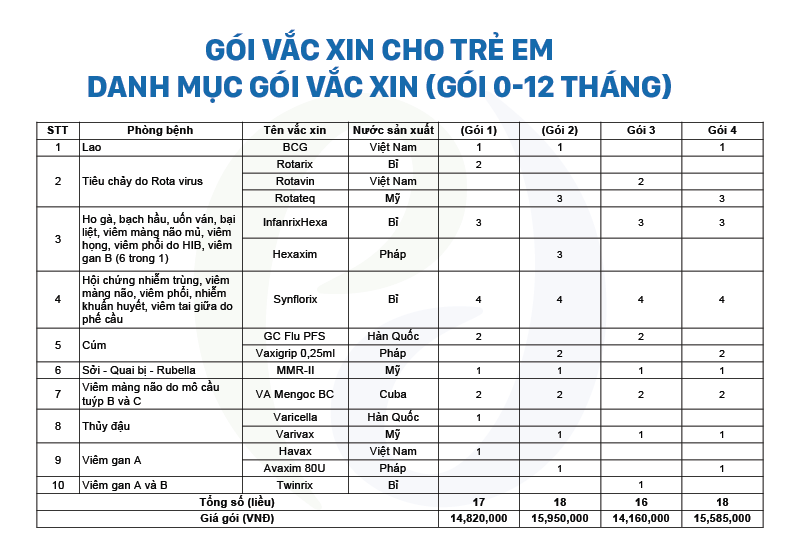 GÓI VẮC XIN CHO TRẺ EM
DANH MỤC GÓI VẮC XIN (GÓI 0-12 THÁNG)
STT Phòng bệnh Tên vắc xin Nước sản xuất (Gói 1) (Gói 2) Gói 3 Gói 4
1 Lao BCG Việt Nam 1 1 1
2 Tiêu chảy do Rota virus
Rotarix Bỉ 2
Rotavin Việt Nam 2
Rotateq Mỹ 3 3
3
Ho gà, bạch hầu, uốn ván, bại
liệt, viêm màng não mủ, viêm
họng, viêm phổi do HIB, viêm
gan B (6 trong 1)
InfanrixHexa Bỉ 3 3 3
Hexaxim Pháp 3
4
Hội chứng nhiễm trùng, viêm
màng não, viêm phổi, nhiễm
khuẩn huyết, viêm tai giữa do
phế cầu
Synflorix Bỉ 4 4 4 4
5 Cúm
GC Flu PFS Hàn Quốc 2 2
Vaxigrip 0,25ml Pháp 2 2
6 Sởi - Quai bị - Rubella MMR-II Mỹ 1 1 1 1
7
Viêm màng não do mô cầu
tuýp B và C
VA Mengoc BC Cuba 2 2 2 2
8 Thủy đậu
Varicella Hàn Quốc 1
Varivax Mỹ 1 1 1
9 Viêm gan A
Havax Việt Nam 1
Avaxim 80U Pháp 1 1
10 Viêm gan A và B Twinrix Bỉ 1
Tổng số (liều) 17 18 16 18
Giá gói (VNĐ) 14,820,000 15,950,000 14,160,000 15,585,000